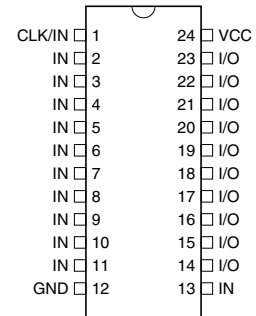 CLK/IN 1 24 VCC
IN 2 23 I/O
IN 3 22 I/O
IN 4 21 I/O
IN 5 20 I/O
IN 6 19 I/O
IN 7 18 I/O
IN 8 17 I/O
IN 9 16 I/O
IN 10 15 I/O
IN 11 14 I/O
GND 12 13 IN